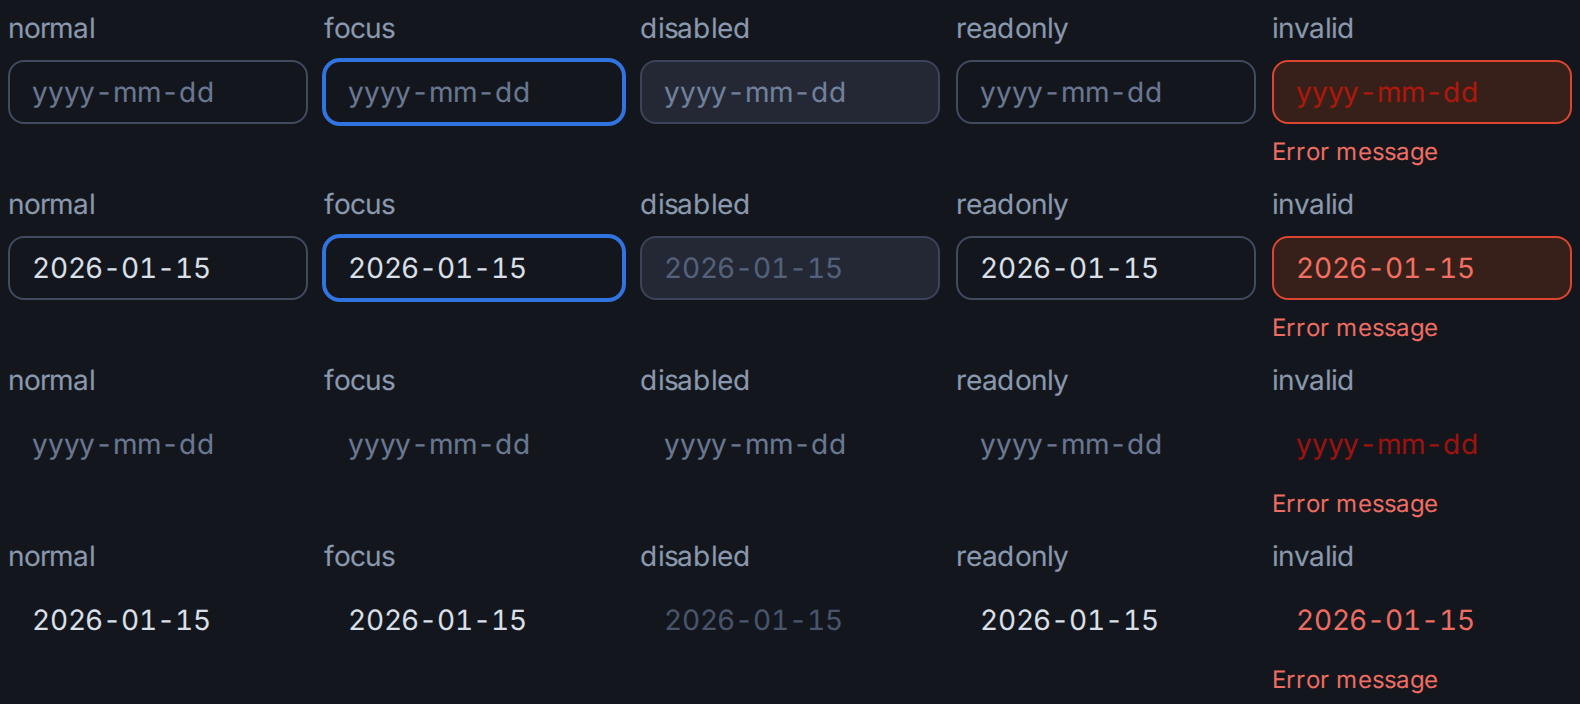 normal focus disabled readonly invalid
yyyy-mm-dd yyyy-mm-dd yyyy-mm-dd yyyy-mm-dd yyyy-mm-dd
Error message
normal focus disabled readonly invalid
2026-01-15 2026-01-15 2026-01-15 2026-01-15 2026-01-15
Error message
normal focus disabled readonly invalid
yyyy-mm-dd yyyy-mm-dd yyyy-mm-dd yyyy-mm-dd yyyy-mm-dd
Error message
normal focus disabled readonly invalid
2026-01-15 2026-01-15 2026-01-15 2026-01-15 2026-01-15
Error message